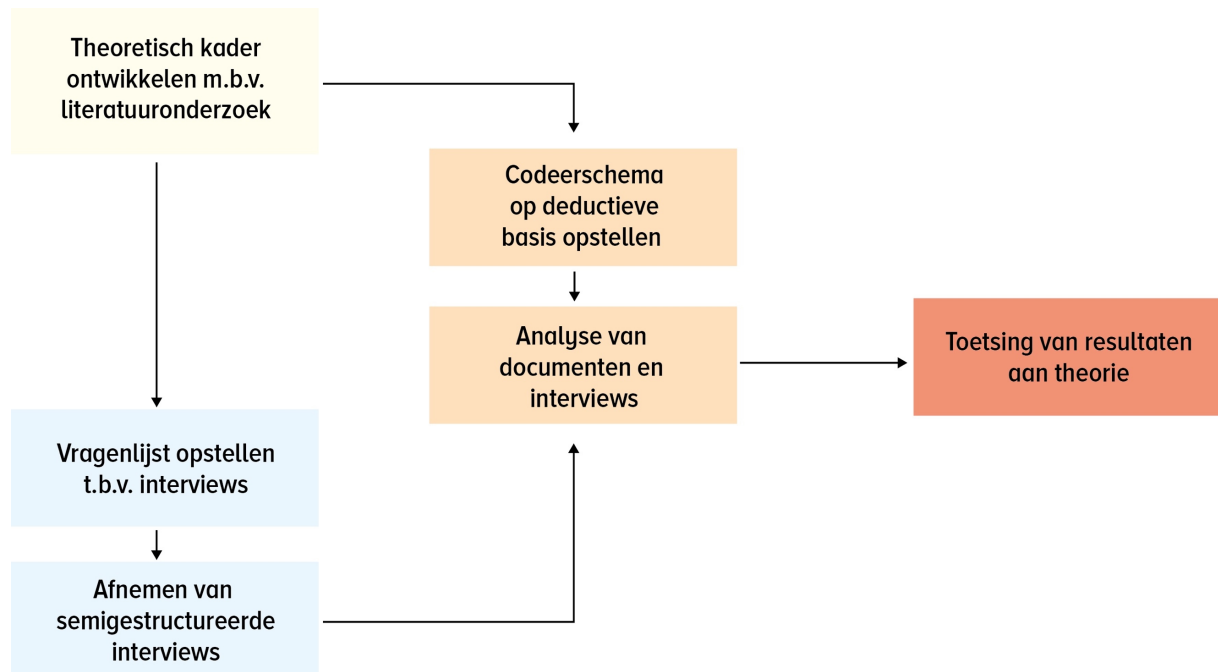 Theoretisch kader
ontwikkelen m.b.v.
literatuuronderzoek
Codeerschema
op deductieve
basis opstellen
Analyse van
documenten en
interviews
Toetsing van resultaten
aan theorie
Vragenlijst opstellen
t.b.v. interviews
Afnemen van
semigestructureerde
interviews